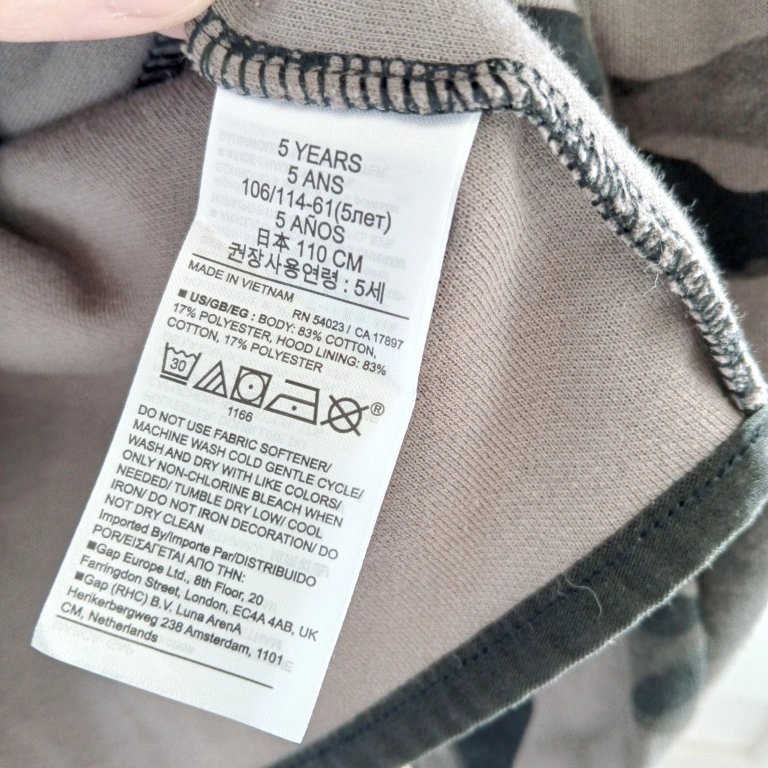 5 YEARS
5 ANS
106/114-61(5лет)
5 AÑOS
日本 110 CM
권장사용연령 : 5세
MADE IN VIETNAM
RN 54023 / CA 17897
■ US/GB/EG : BODY: 83% COTTON,
17% POLYESTER, HOOD LINING: 83%
COTTON, 17% POLYESTER
30
®
1166
DO NOT USE FABRIC SOFTENER/
MACHINE WASH COLD GENTLE CYCLE/
WASH AND DRY WITH LIKE COLORS/
ONLY NON-CHLORINE BLEACH WHEN
NEEDED/ TUMBLE DRY LOW/ COOL
IRON/ DO NOT IRON DECORATION/ DO
NOT DRY CLEAN
Imported By/Importe Par/DISTRIBUIDO
POR/ΕΙΣΑΓΕΤΑΙ ΑΠΟ ΤΗΝ:
■Gap Europe Ltd., 8th Floor, 20
Farringdon Street, London, EC4A 4AB, UK
■Gap (RHC) B.V. Luna ArenA
Herikerbergweg 238 Amsterdam, 1101
CM, Netherlands